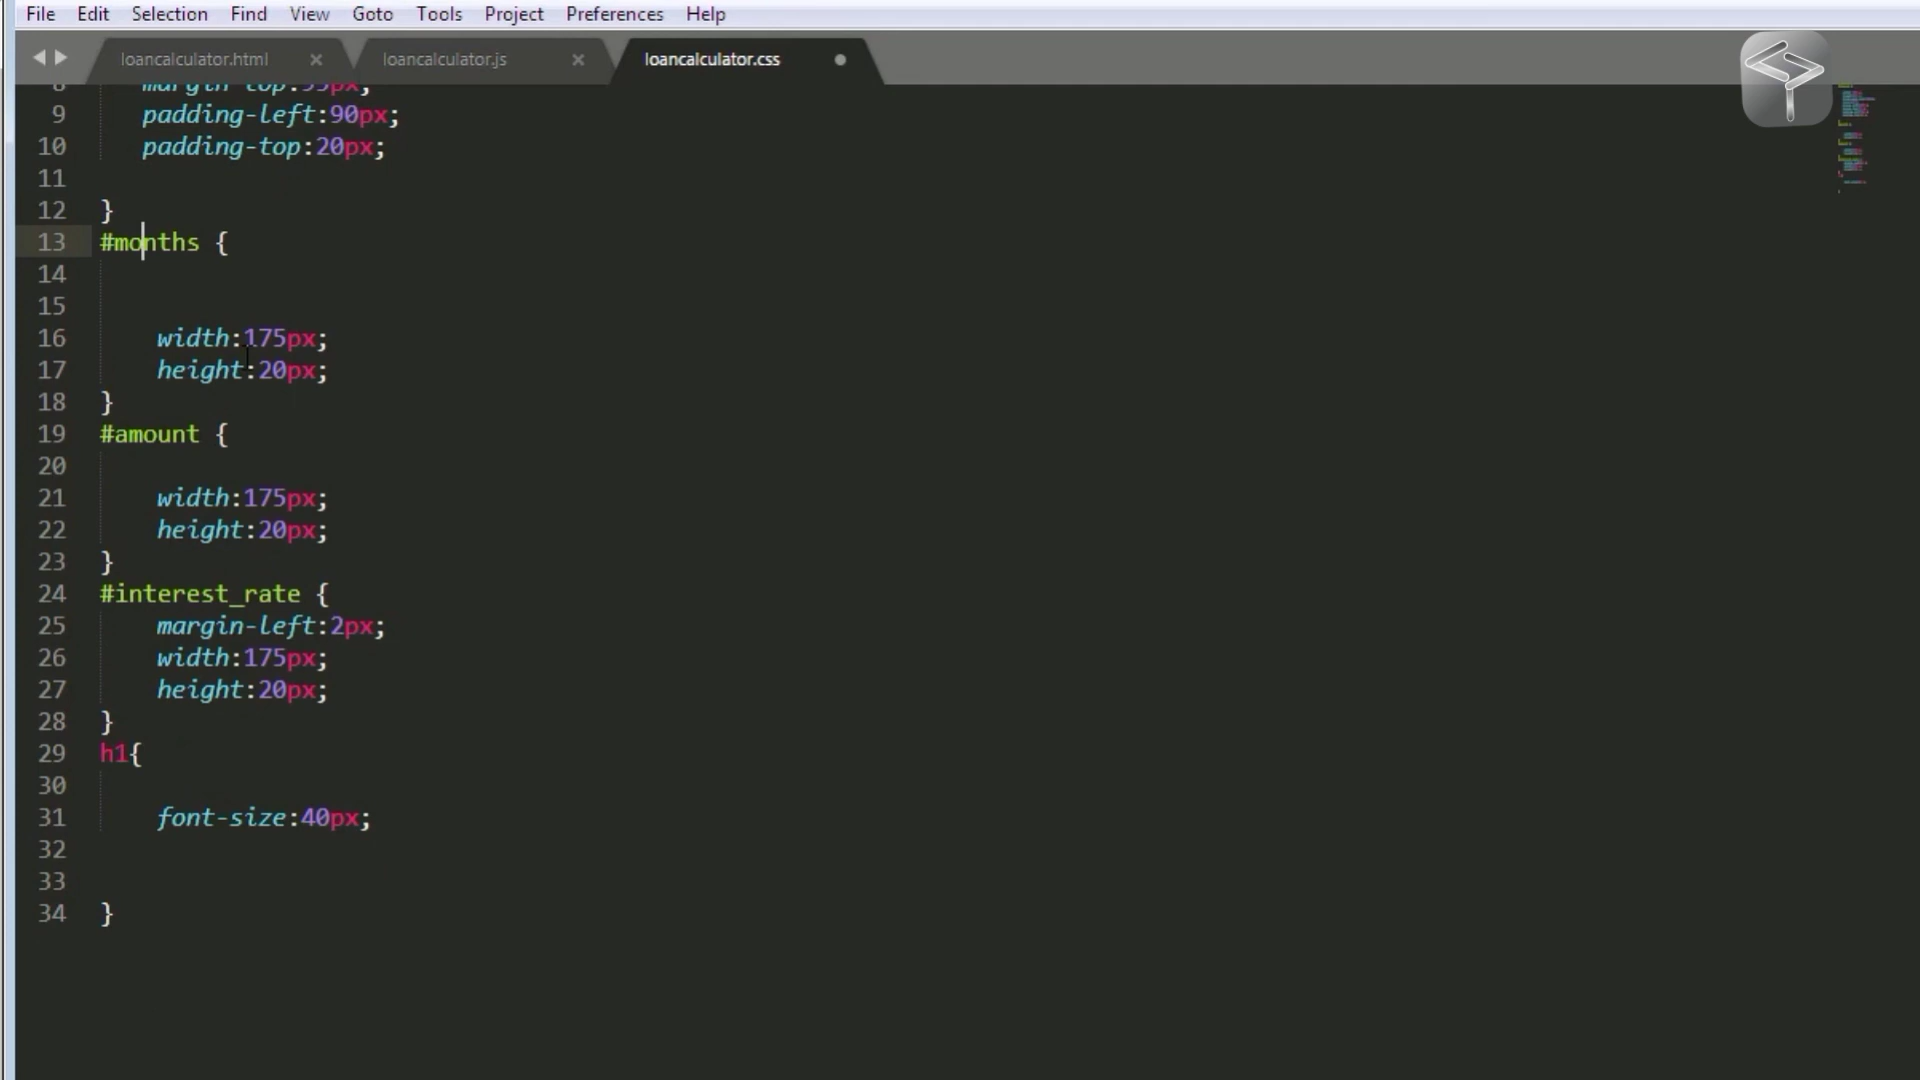 File Edit Selection Find View Goto Tools Project Preferences Help
loancalculator.html × loancalculator.js × loancalculator.css
8 margin-top:
9 padding-left:90px;
10 padding-top:20px;
11
12 }
13 #months {
14
15
16 width:175px;
17 height:20px;
18 }
19 #amount {
20
21 width:175px;
22 height:20px;
23 }
24 #interest_rate {
25 margin-left:2px;
26 width:175px;
27 height:20px;
28 }
29 h1{
30
31 font-size:40px;
32
33
34 }